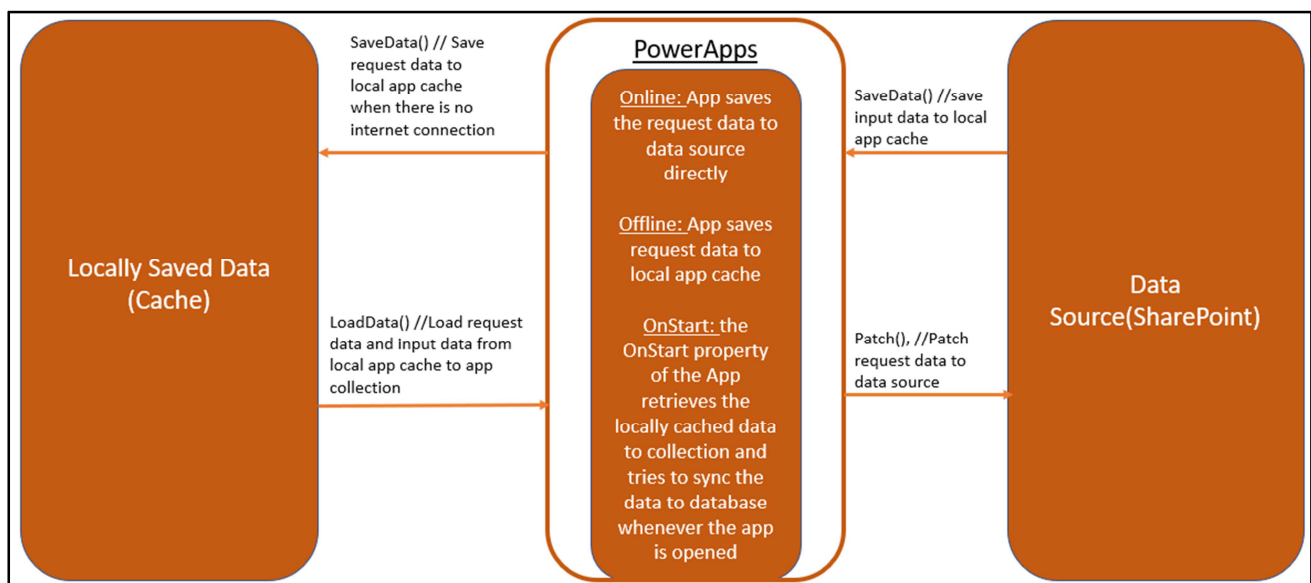 Locally Saved Data
(Cache)
SaveData() // Save
request data to
local app cache
when there is no
internet connection
LoadData() //Load request
data and input data from
local app cache to app
collection
PowerApps
Online: App saves
the request data to
data source
directly
Offline: App saves
request data to
local app cache
OnStart: the
OnStart property
of the App
retrieves the
locally cached data
to collection and
tries to sync the
data to database
whenever the app
is opened
SaveData() //save
input data to local
app cache
Patch(), //Patch
request data to
data source
Data
Source(SharePoint)